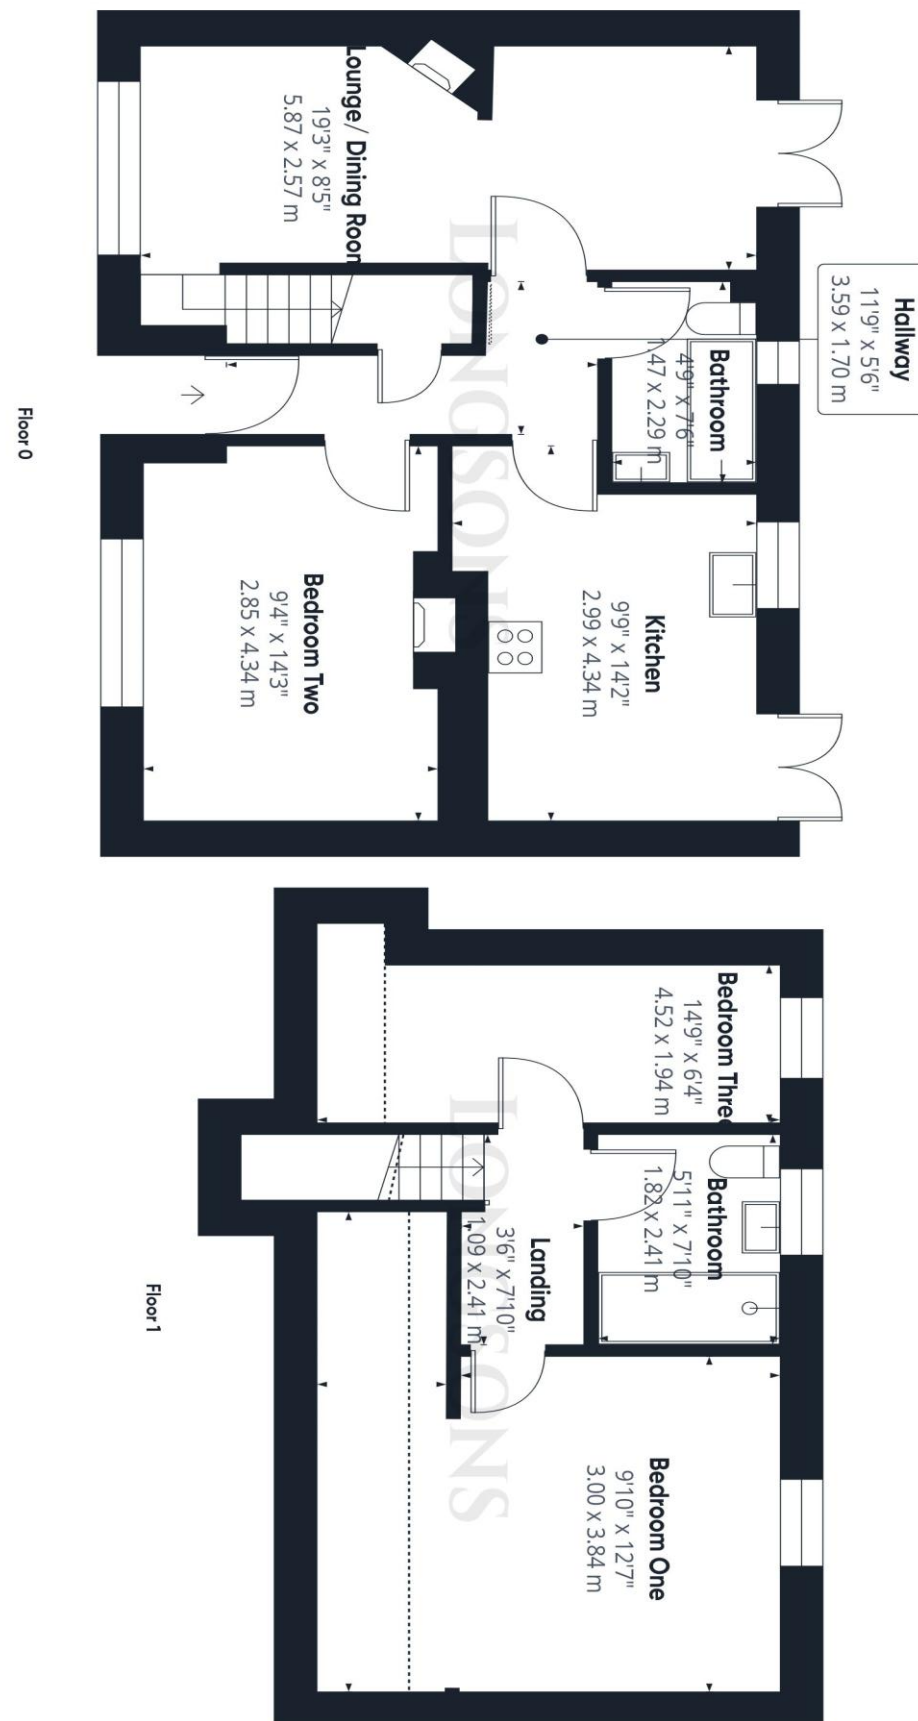 Hallway
11'9" x 5'6"
3.59 x 1.70 m
Bathroom
4'9" x 7'6"
1.47 x 2.29 m
Kitchen
9'9" x 14'2"
2.99 x 4.34 m
Lounge/ Dining Room
19'3" x 8'5"
5.87 x 2.57 m
Bedroom Two
9'4" x 14'3"
2.85 x 4.34 m
LONGSONS
Floor 0
Bedroom Three
14'9" x 6'4"
4.52 x 1.94 m
Bathroom
5'11" x 7'10"
1.82 x 2.41 m
Bedroom One
9'10" x 12'7"
3.00 x 3.84 m
Landing
3'6" x 7'10"
1.09 x 2.41 m
LONGSONS
Floor 1